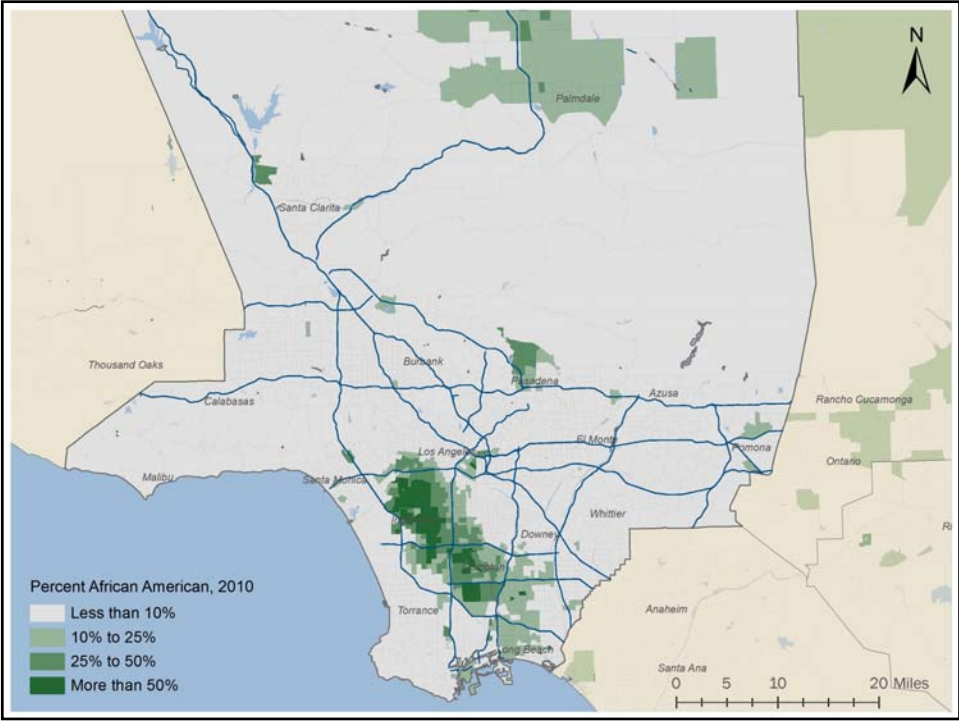 N
Palmdale
Santa Clarita
Thousand Oaks
Burbank
Pasadena
Azusa
Calabasas
Rancho Cucamonga
El Monte
Pomona
Los Angeles
Ontario
Malibu
Santa Monica
Whittier
Downey
Torrance
Anaheim
ong Beach
Santa Ana
Percent African American, 2010
Less than 10%
10% to 25%
25% to 50%
More than 50%
0 5 10 20 Miles